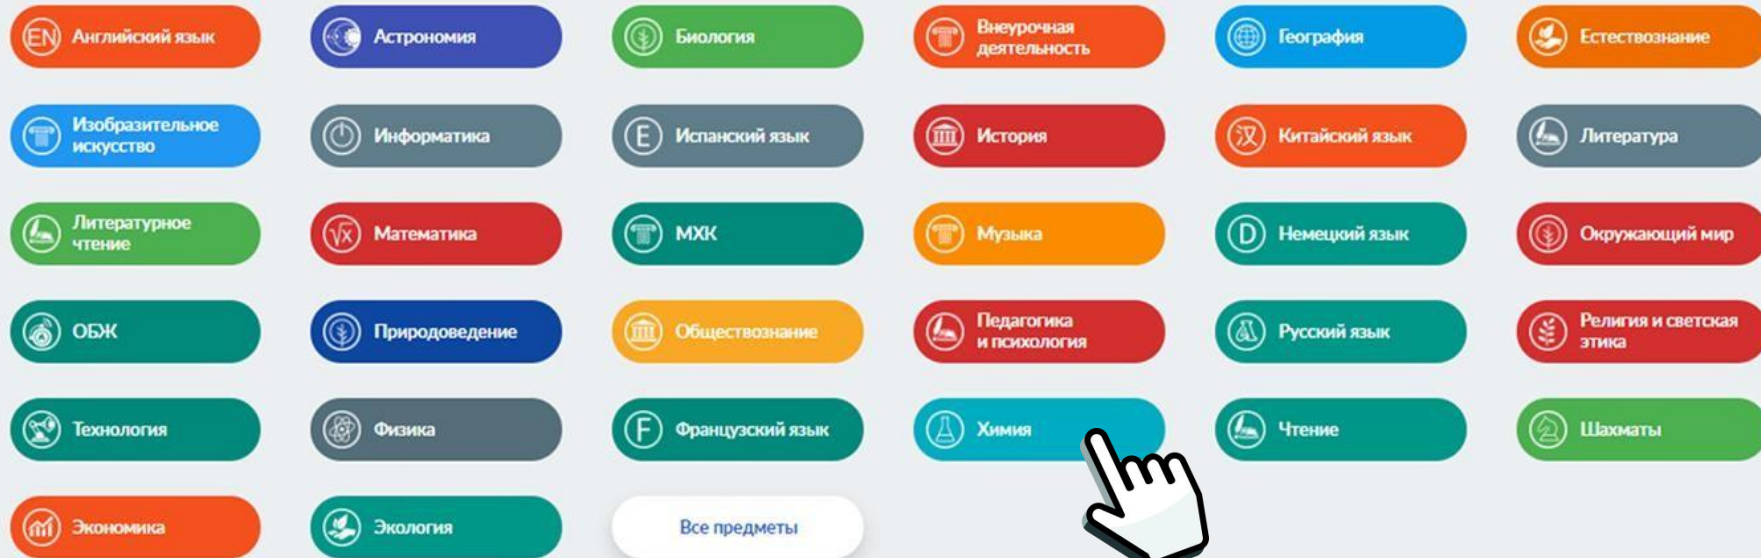 EN Английский язык
Астрономия
Биология
Внеурочная
деятельность
География
Естествознание
Изобразительное
искусство
Информатика
E Испанский язык
История
汉 Китайский язык
Литература
Литературное
чтение
√x Математика
МХК
Музыка
D Немецкий язык
Окружающий мир
ОБЖ
Природоведение
Обществознание
Педагогика
и психология
Русский язык
Религия и светская
этика
Технология
Физика
F Французский язык
Химия
Чтение
Шахматы
Экономика
Экология
Все предметы